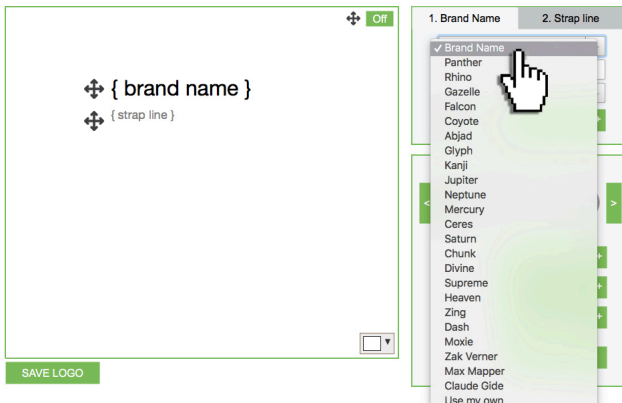 Off
{ brand name }
{ strap line }
SAVE LOGO
1. Brand Name
2. Strap line
✓ Brand Name
Panther
Rhino
Gazelle
Falcon
Coyote
Abjad
Glyph
Kanji
Jupiter
Neptune
Mercury
Ceres
Saturn
Chunk
Divine
Supreme
Heaven
Zing
Dash
Moxie
Zak Verner
Max Mapper
Claude Gide
Use my own
<
>
+
+
+